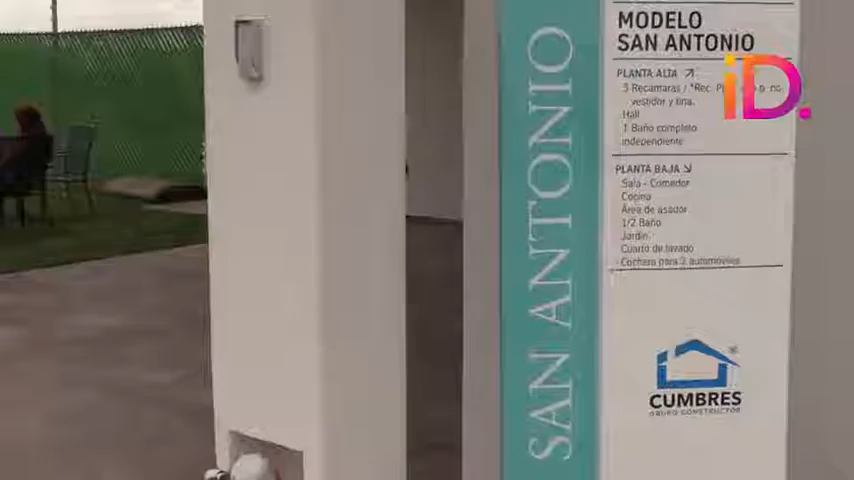 SAN ANTONIO
MODELO
SAN ANTONIO
PLANTA ALTA
3 Recámaras / *Rec.
vestidor y tina.
Hall
1 Baño completo
independiente
PLANTA BAJA
Sala - Comedor
Cocina
Área de asador
1/2 Baño
Jardín
Cuarto de lavado
Cochera para 2 automóviles
CUMBRES
GRUPO CONSTRUCTOR
iD.